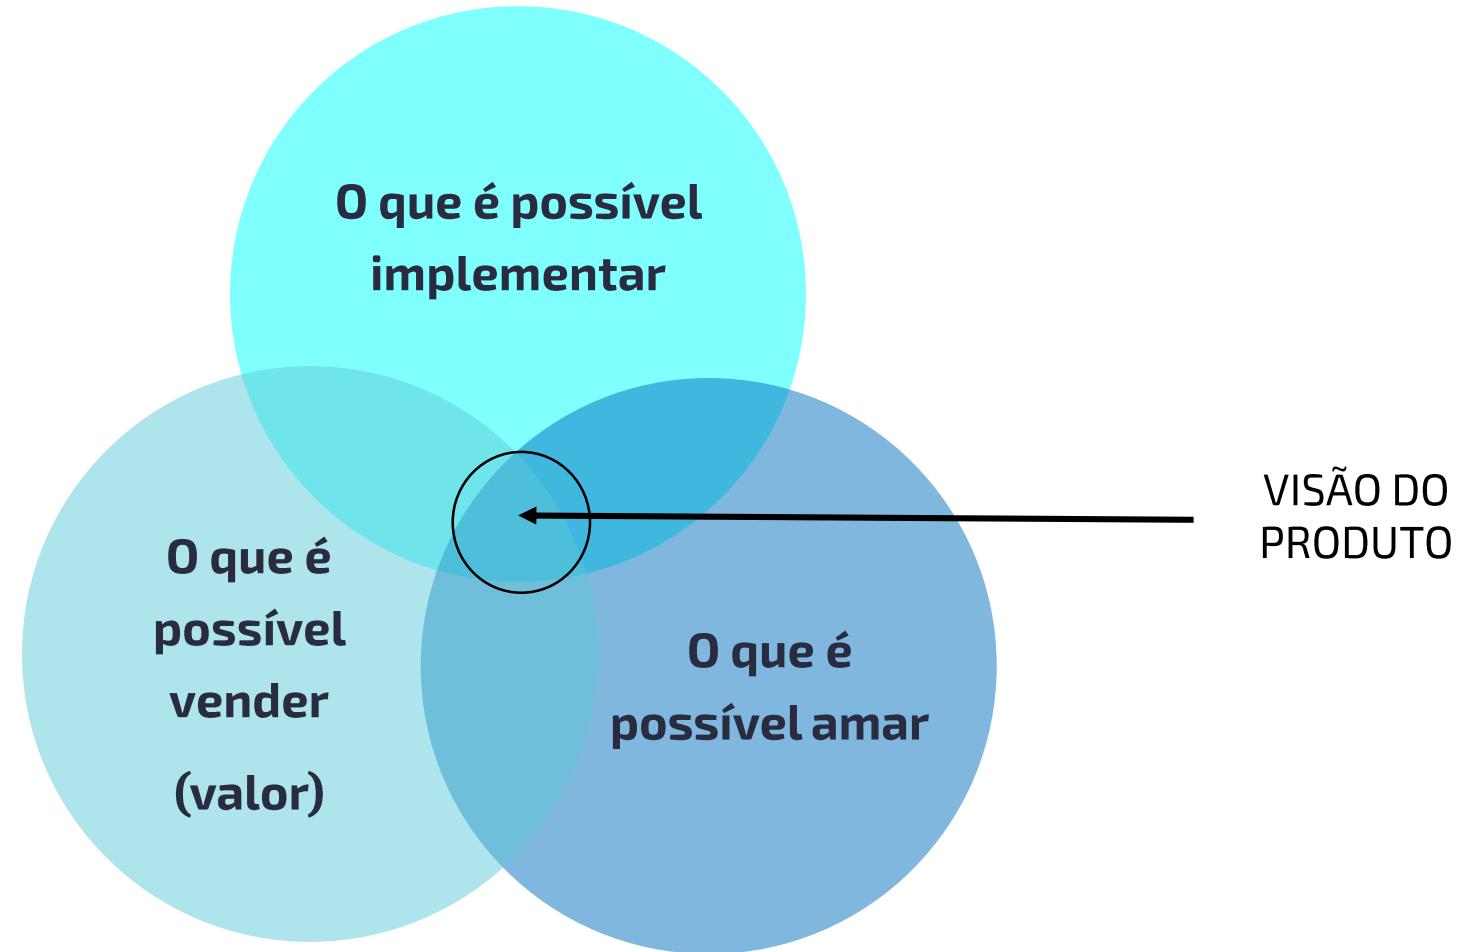 O que é possível
implementar
O que é
possível
vender
(valor)
O que é
possível amar
VISÃO DO
PRODUTO